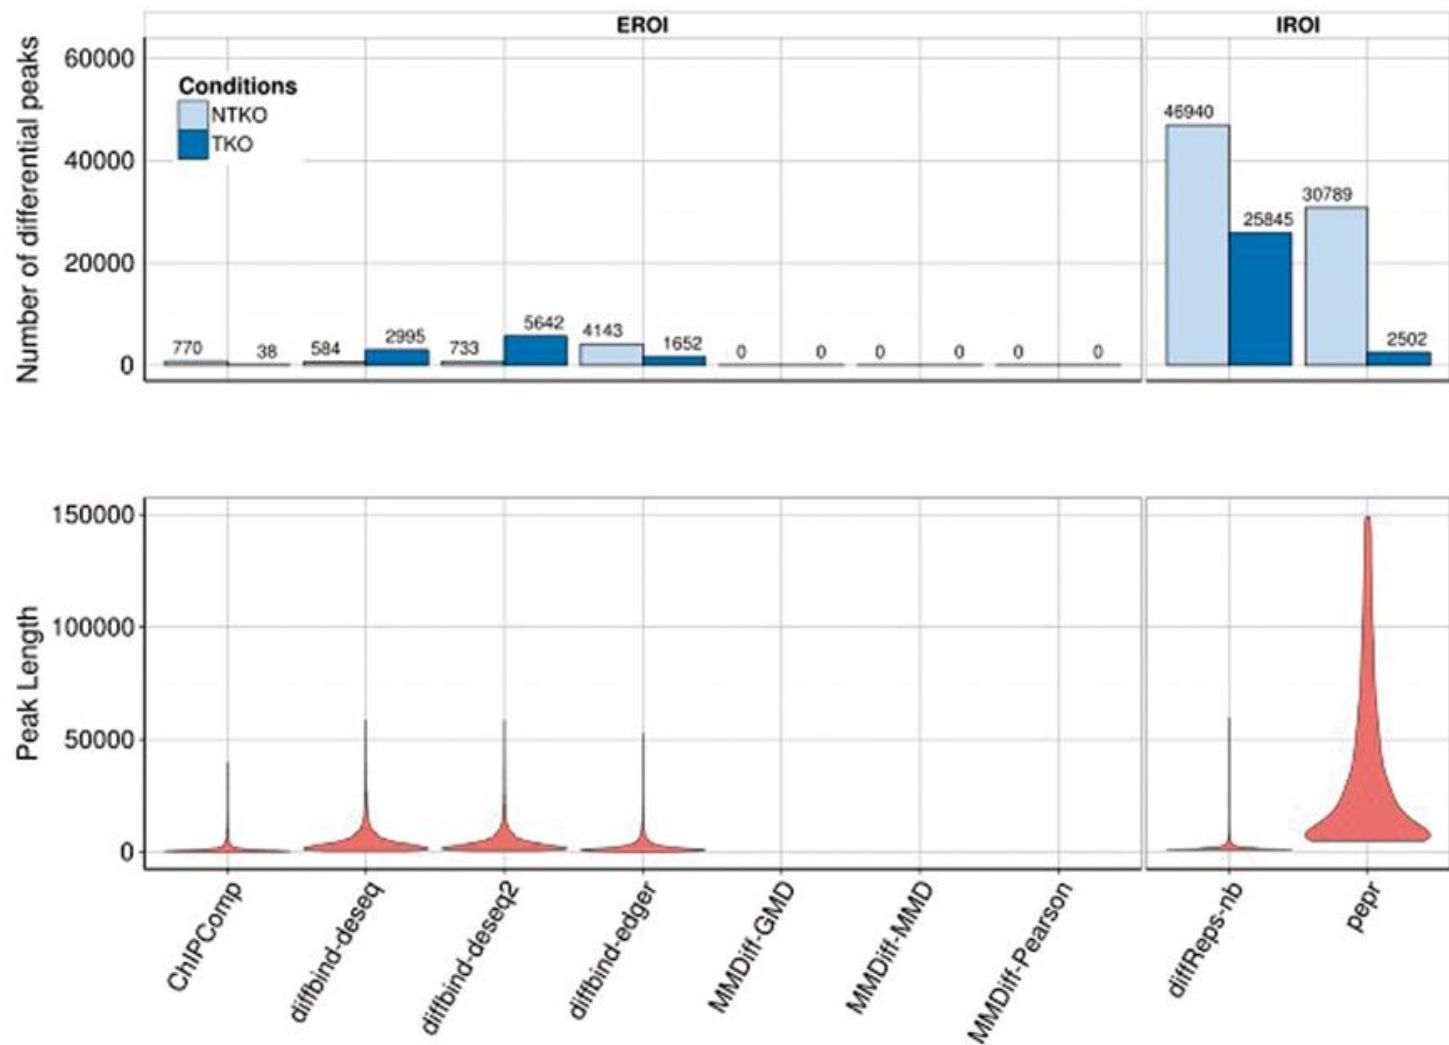 EROI
IROI
Number of differential peaks
60000
40000
20000
0
Conditions
NTKO
TKO
770
38
584
2995
733
5642
4143
1652
0
0
0
0
0
0
46940
25845
30789
2502
Peak Length
150000
100000
50000
0
ChIPComp
diffbind-deseq
diffbind-deseq2
diffbind-edger
MMDiff-GMD
MMDiff-MMD
MMDiff-Pearson
diffReps-nb
pepr